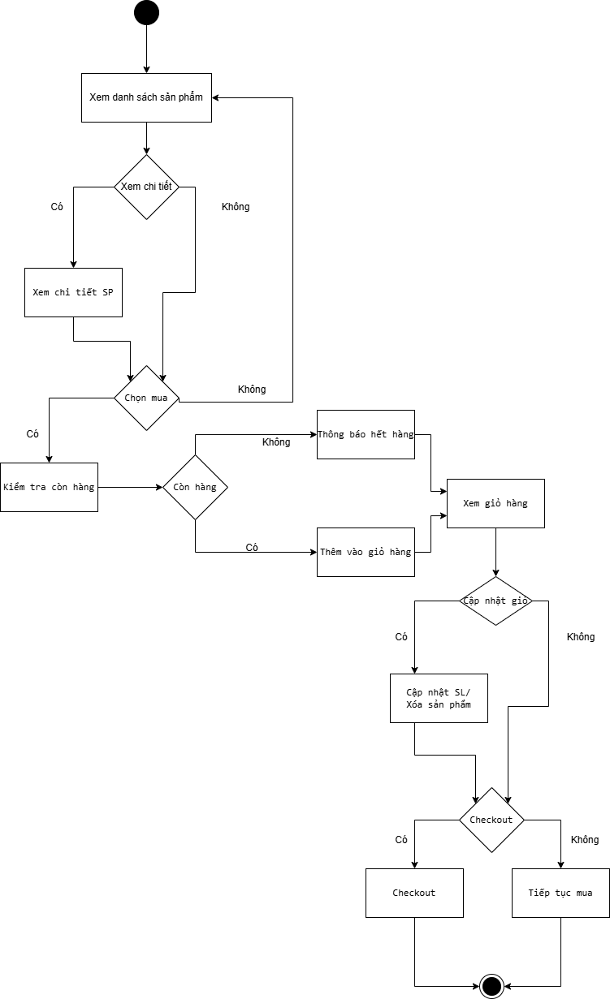 Xem danh sách sản phẩm
Xem chi tiết
Có
Không
Xem chi tiết SP
Chọn mua
Không
Có
Kiểm tra còn hàng
Còn hàng
Không
Thông báo hết hàng
Có
Thêm vào giỏ hàng
Xem giỏ hàng
Cập nhật giỏ
Có
Không
Cập nhật SL/
Xóa sản phẩm
Checkout
Có
Không
Checkout
Tiếp tục mua